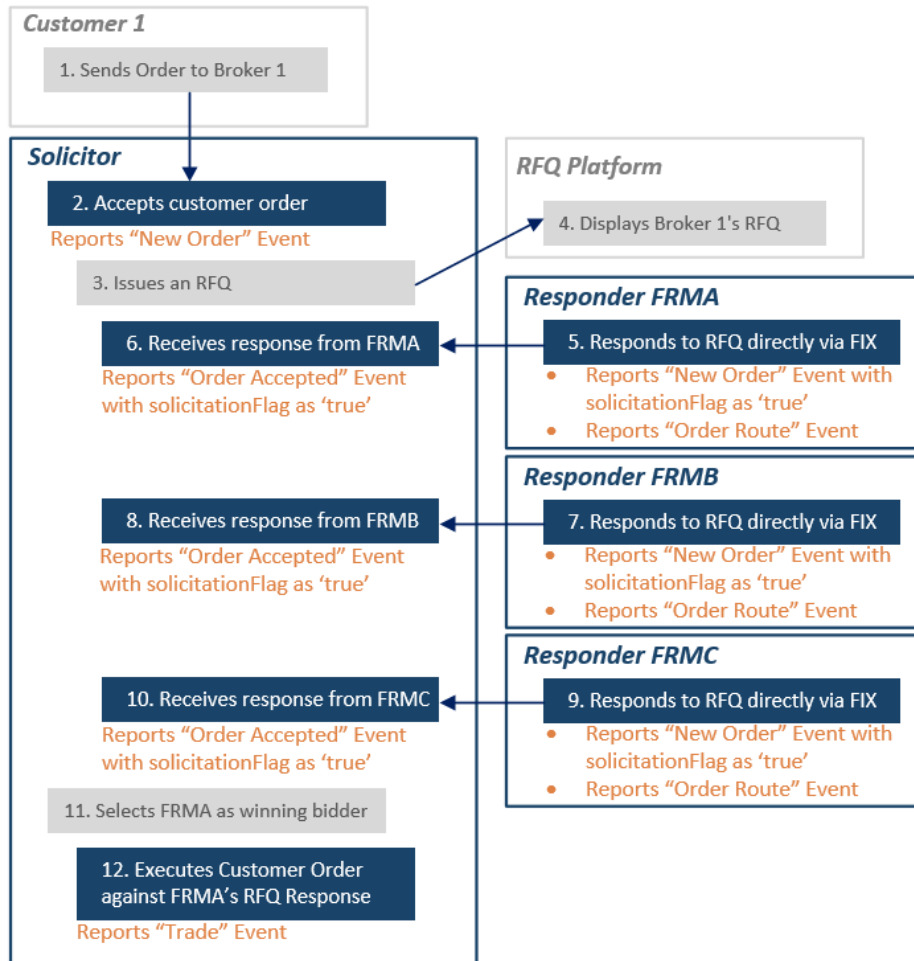 Customer 1
1. Sends Order to Broker 1
Solicitor
2. Accepts customer order
Reports “New Order” Event
3. Issues an RFQ
RFQ Platform
4. Displays Broker 1's RFQ
Responder FRMA
5. Responds to RFQ directly via FIX
• Reports “New Order” Event with
solicitationFlag as ‘true’
• Reports “Order Route” Event
6. Receives response from FRMA
Reports “Order Accepted” Event
with solicitationFlag as ‘true’
Responder FRMB
7. Responds to RFQ directly via FIX
• Reports “New Order” Event with
solicitationFlag as ‘true’
• Reports “Order Route” Event
8. Receives response from FRMB
Reports “Order Accepted” Event
with solicitationFlag as ‘true’
Responder FRMC
9. Responds to RFQ directly via FIX
• Reports “New Order” Event with
solicitationFlag as ‘true’
• Reports “Order Route” Event
10. Receives response from FRMC
Reports “Order Accepted” Event
with solicitationFlag as ‘true’
11. Selects FRMA as winning bidder
12. Executes Customer Order
against FRMA’s RFQ Response
Reports “Trade” Event